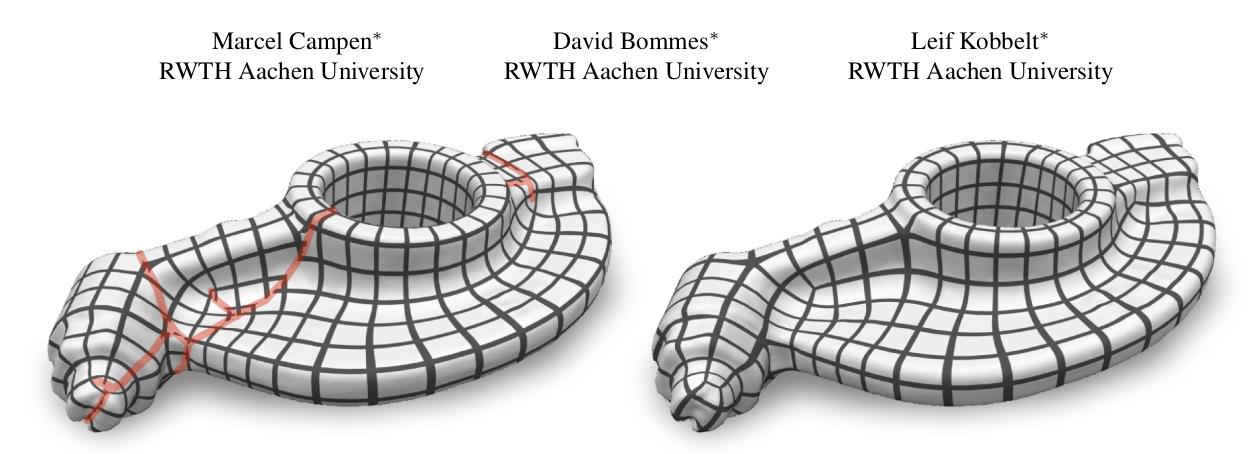 Marcel Campen* David Bommes* Leif Kobbelt*
RWTH Aachen University RWTH Aachen University RWTH Aachen University